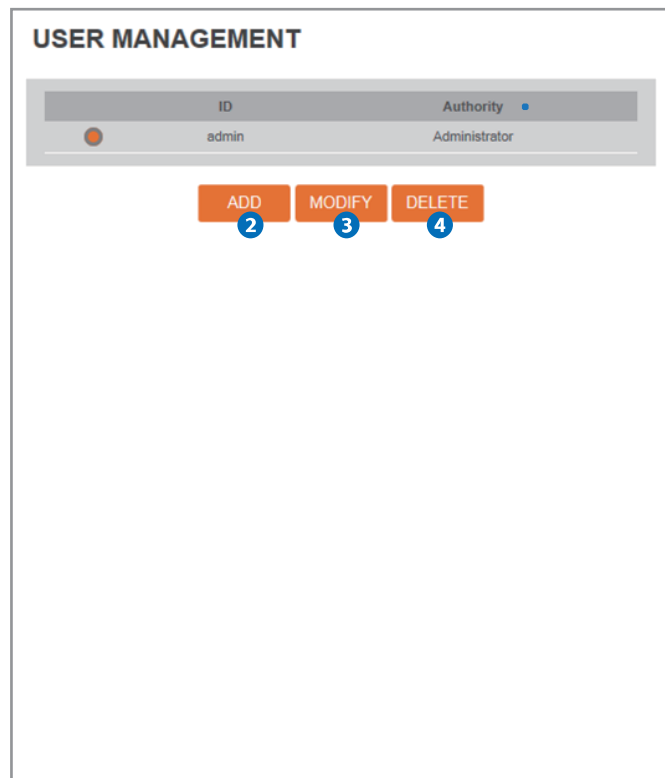 USER MANAGEMENT
ID Authority
admin Administrator
ADD MODIFY DELETE
2 3 4